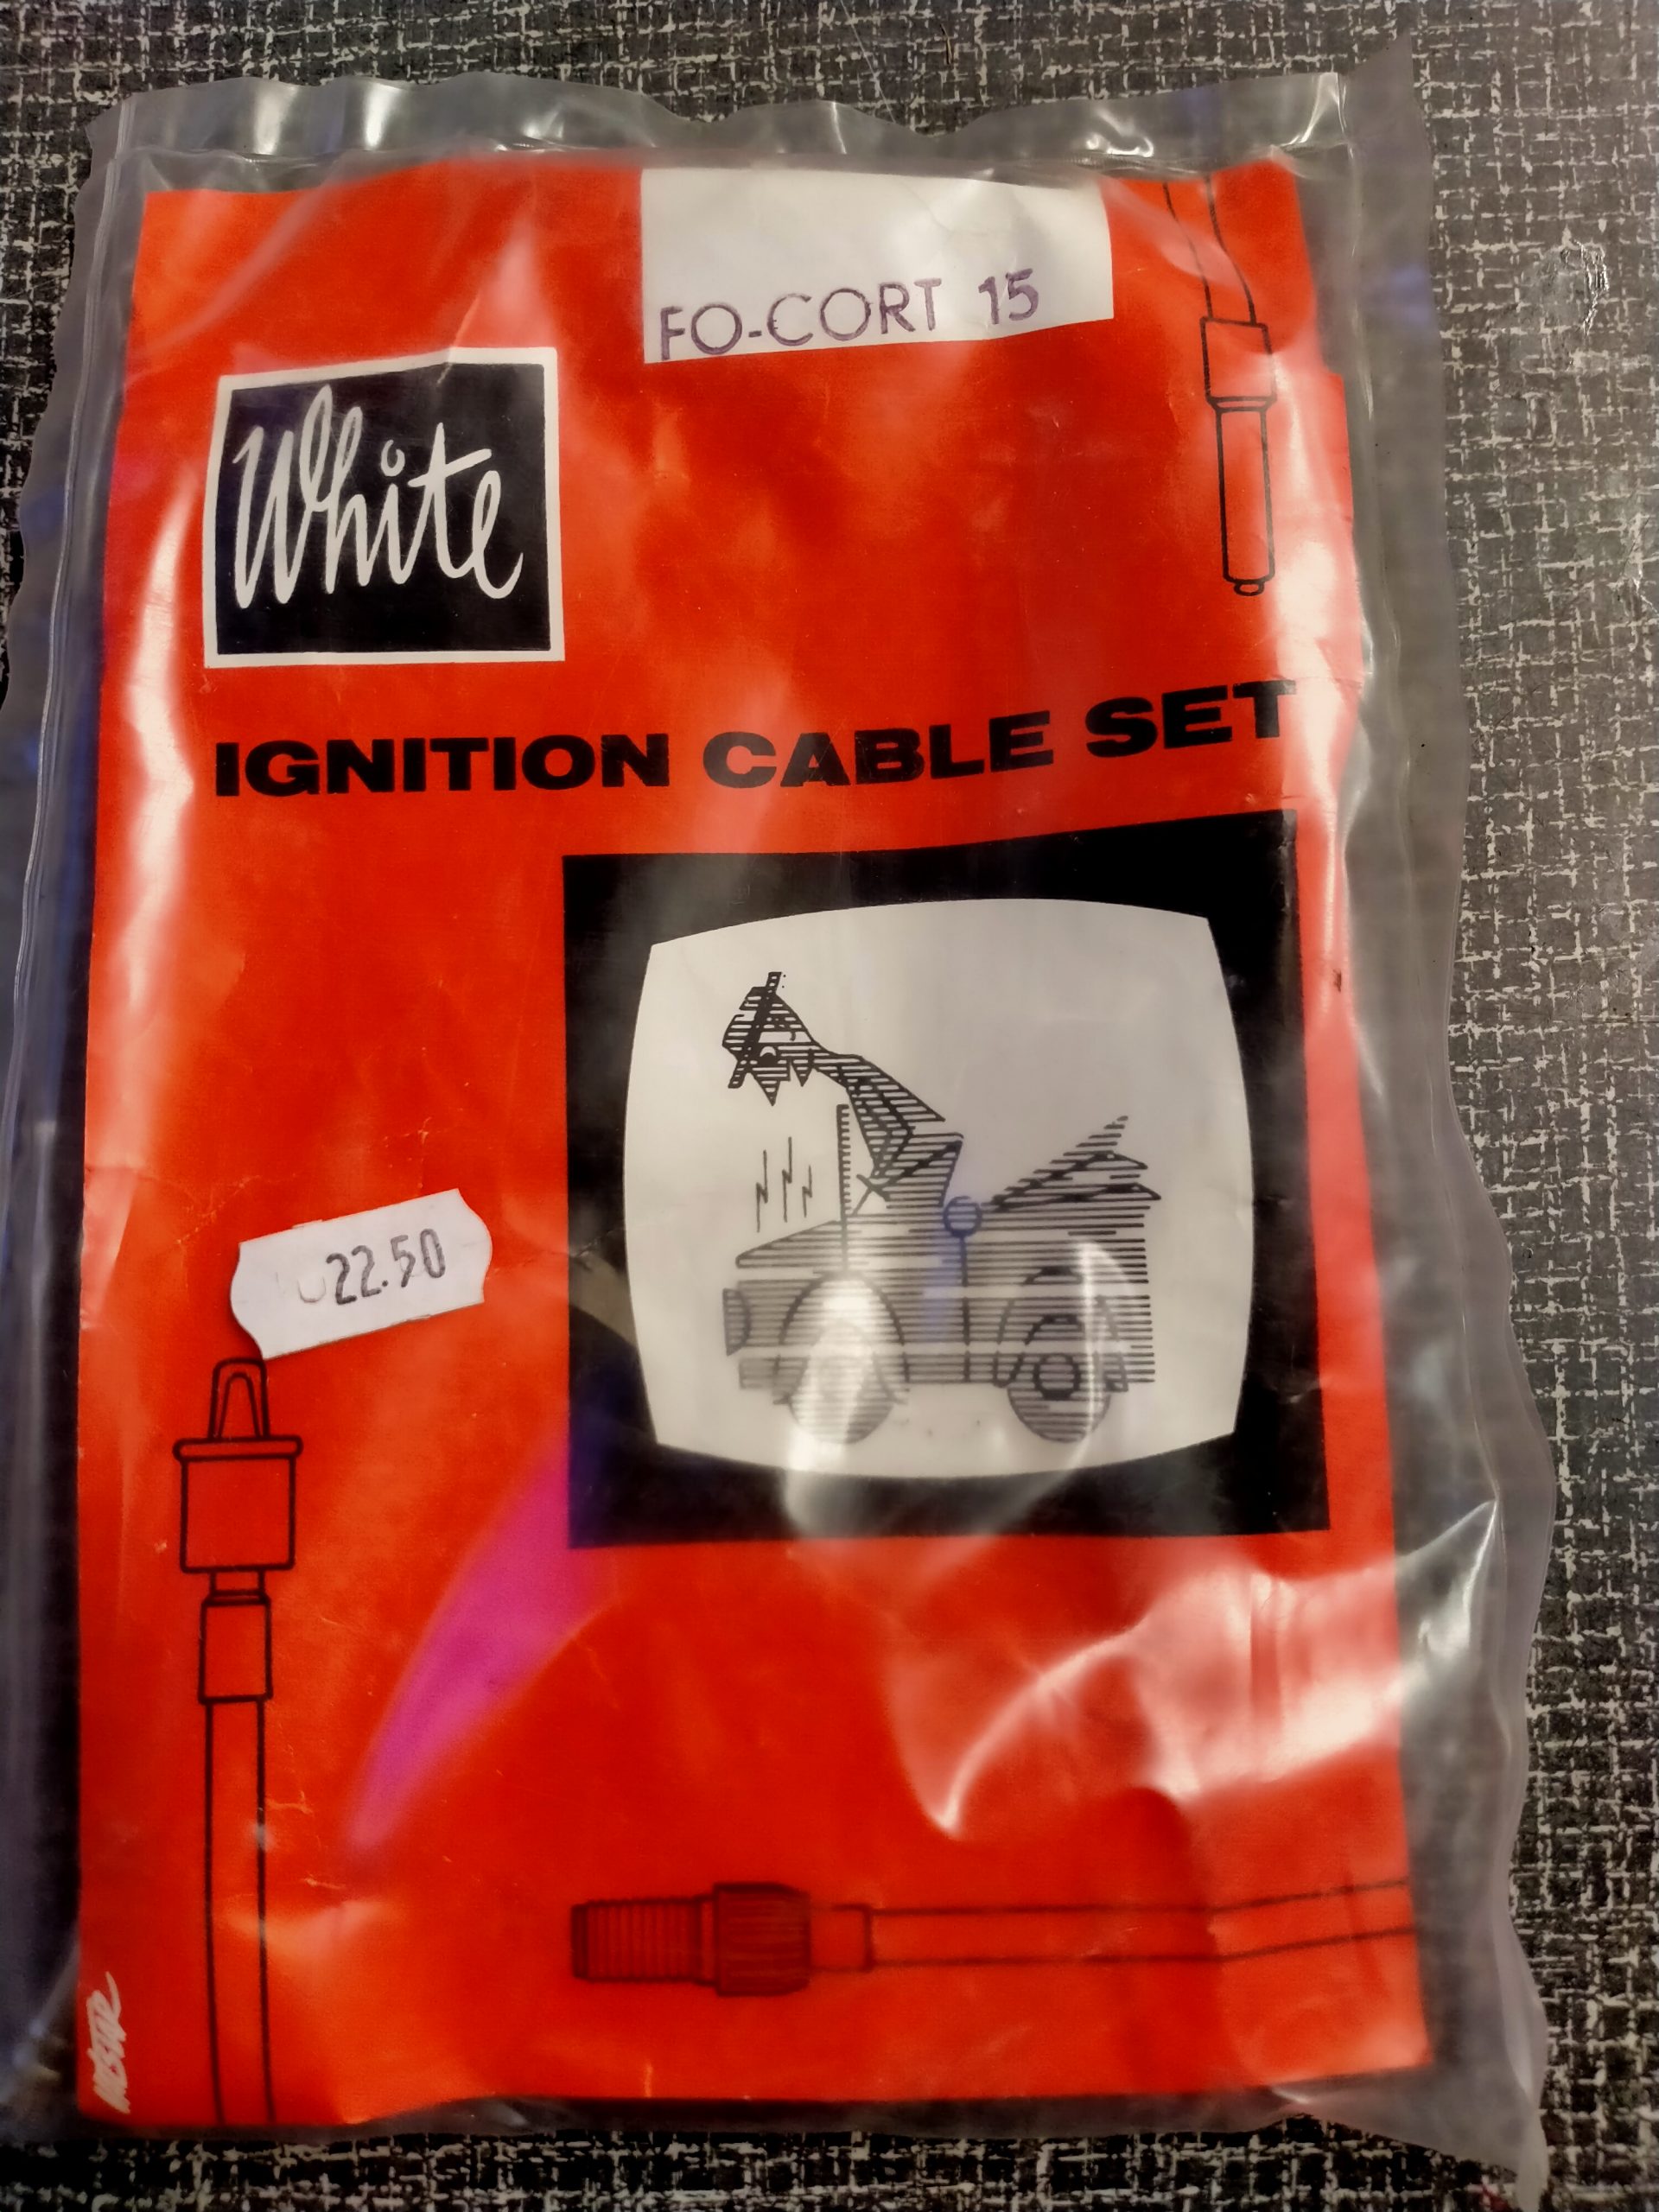 FO-CORT 15
White
IGNITION CABLE SET
22.50